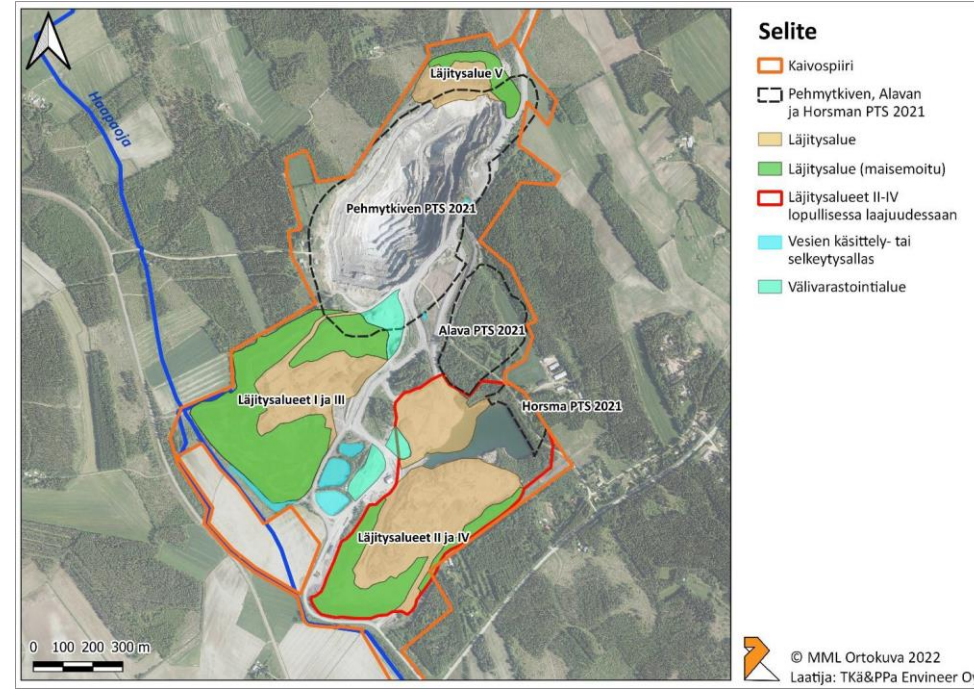 Haapaoja
Läjitysalue V
Pehmytkiven PTS 2021
Alava PTS 2021
Läjitysalueet I ja III
Horsma PTS 2021
Läjitysalueet II ja IV
0 100 200 300 m
Selite
Kaivospiiri
Pehmytkiven, Alavan
ja Horsman PTS 2021
Läjitysalue
Läjitysalue (maisemoitu)
Läjitysalueet II-IV
lopullisessa laajuudessaan
Vesien käsittely- tai
selkeytysallas
Välivarastointialue
© MML Ortokuva 2022
Laatija: TKä&PPa Envineer